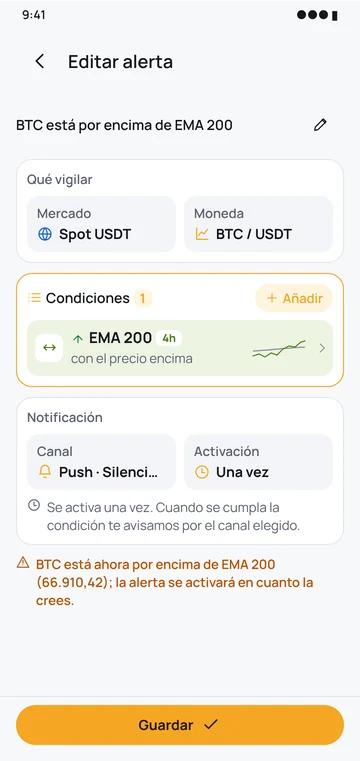 9:41
Editar alerta
BTC está por encima de EMA 200
Qué vigilar
Mercado
Spot USDT
Moneda
BTC / USDT
Condiciones 1
+ Añadir
EMA 200 4h
con el precio encima
Notificación
Canal
Push · Silenci...
Activación
Una vez
Se activa una vez. Cuando se cumpla la
condición te avisamos por el canal elegido.
BTC está ahora por encima de EMA 200
(66.910,42); la alerta se activará en cuanto la
crees.
Guardar